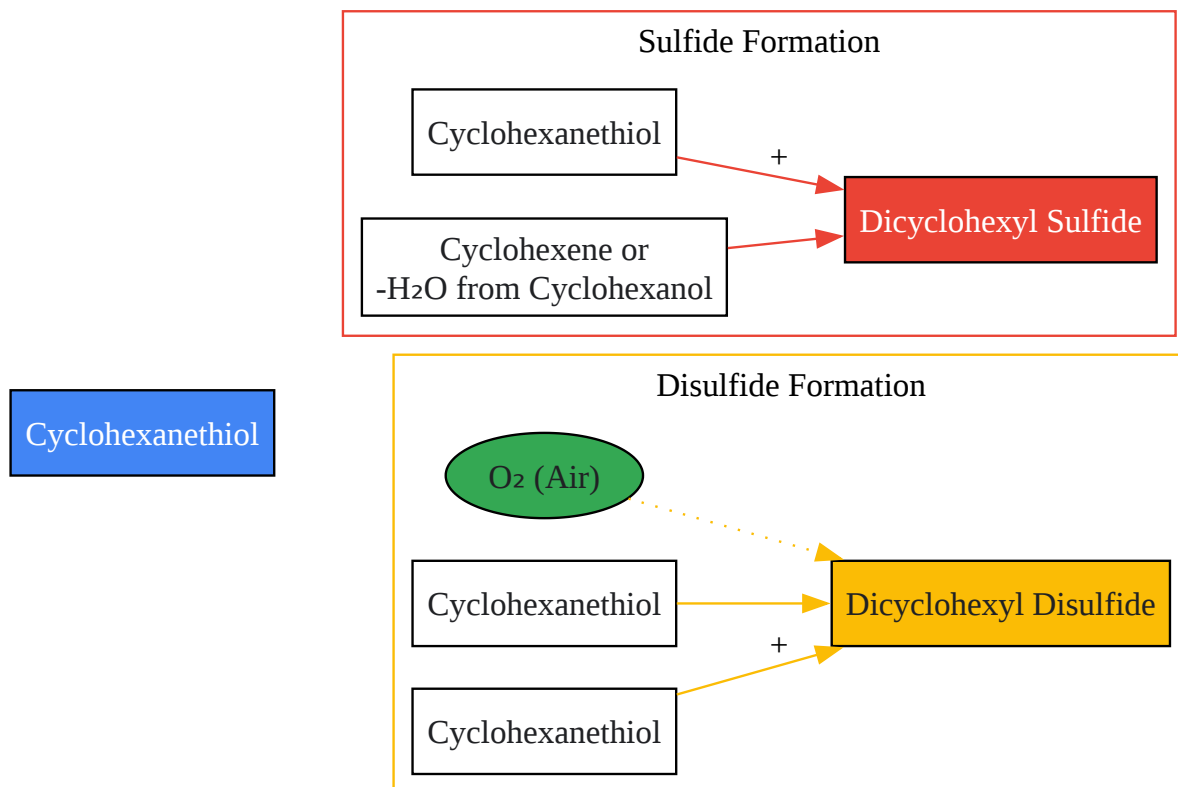 Sulfide Formation
Cyclohexanethiol
+
Dicyclohexyl Sulfide
Cyclohexene or
-H₂O from Cyclohexanol
Disulfide Formation
Cyclohexanethiol
O₂ (Air)
Cyclohexanethiol
Dicyclohexyl Disulfide
+
Cyclohexanethiol